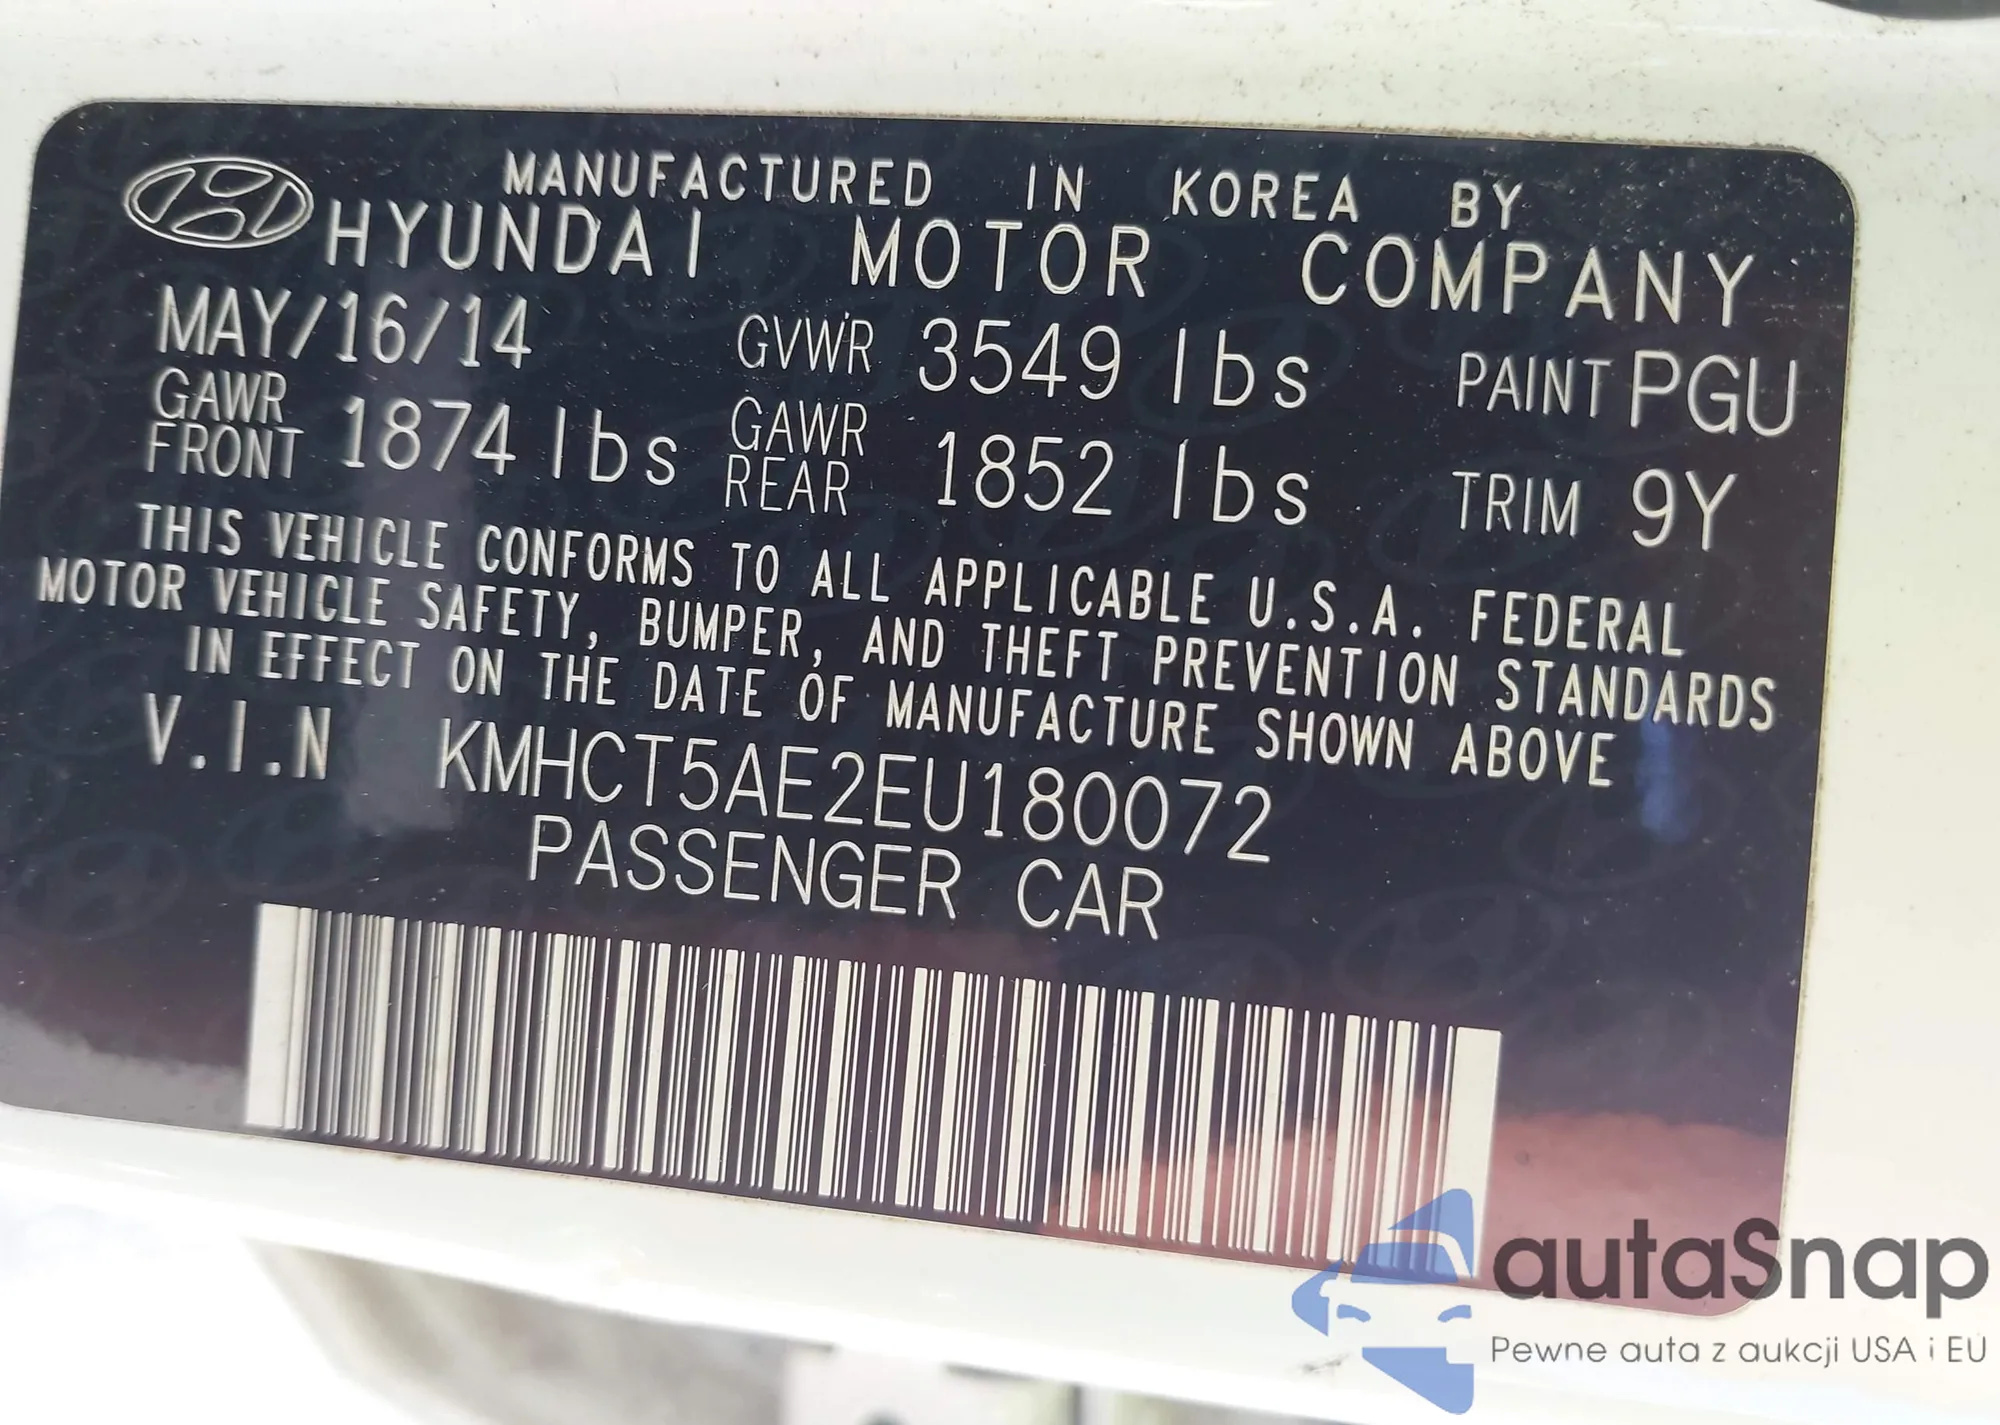 MANUFACTURED IN KOREA BY
HYUNDAI MOTOR COMPANY
MAY/16/14 GVWR 3549 lbs PAINT PGU
GAWR FRONT 1874 lbs GAWR REAR 1852 lbs TRIM 9Y
THIS VEHICLE CONFORMS TO ALL APPLICABLE U.S.A. FEDERAL
MOTOR VEHICLE SAFETY, BUMPER, AND THEFT PREVENTION STANDARDS
IN EFFECT ON THE DATE OF MANUFACTURE SHOWN ABOVE
V.I.N KMHCT5AE2EU180072
PASSENGER CAR
autaSnap
Pewne auta z aukcji USA i EU